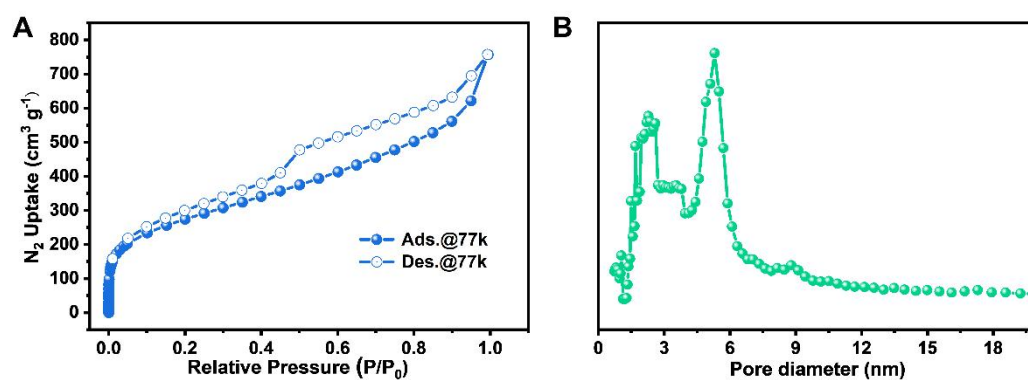 A
N₂ Uptake (cm³ g⁻¹)
800
700
600
500
400
300
200
100
0
Ads.@77k
Des.@77k
0.0 0.2 0.4 0.6 0.8 1.0
Relative Pressure (P/P₀)
B
0 3 6 9 12 15 18
Pore diameter (nm)